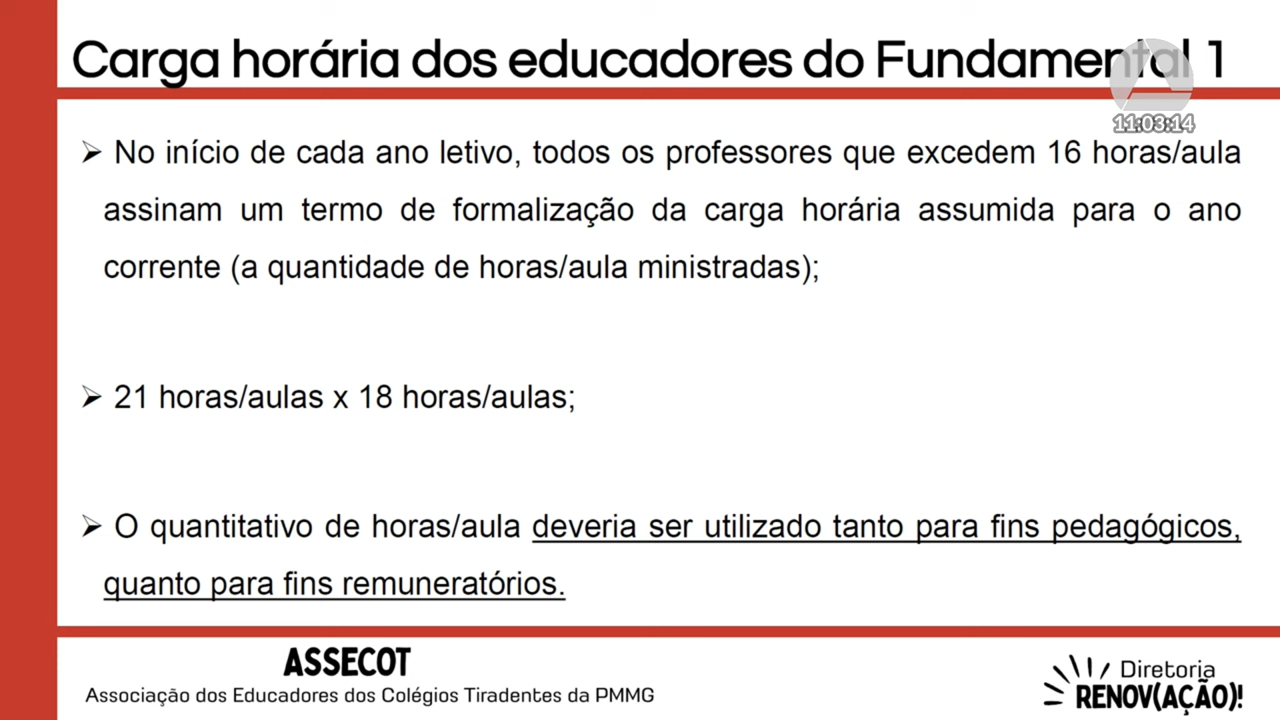 Carga horária dos educadores do Fundamental 1
11:03:14
➢ No início de cada ano letivo, todos os professores que excedem 16 horas/aula
assinam um termo de formalização da carga horária assumida para o ano
corrente (a quantidade de horas/aula ministradas);
➢ 21 horas/aulas x 18 horas/aulas;
➢ O quantitativo de horas/aula deveria ser utilizado tanto para fins pedagógicos,
quanto para fins remuneratórios.
ASSECOT
Associação dos Educadores dos Colégios Tiradentes da PMMG
Diretoria
RENOV(AÇÃO)!